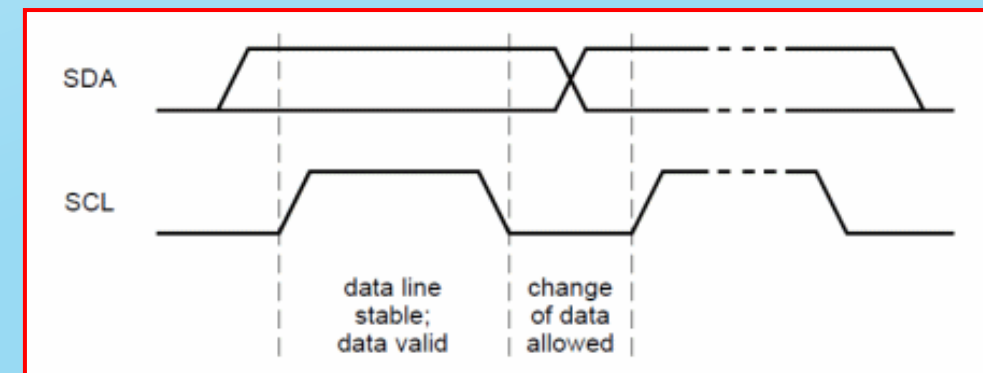 SDA
SCL
data line
stable;
data valid
change
of data
allowed